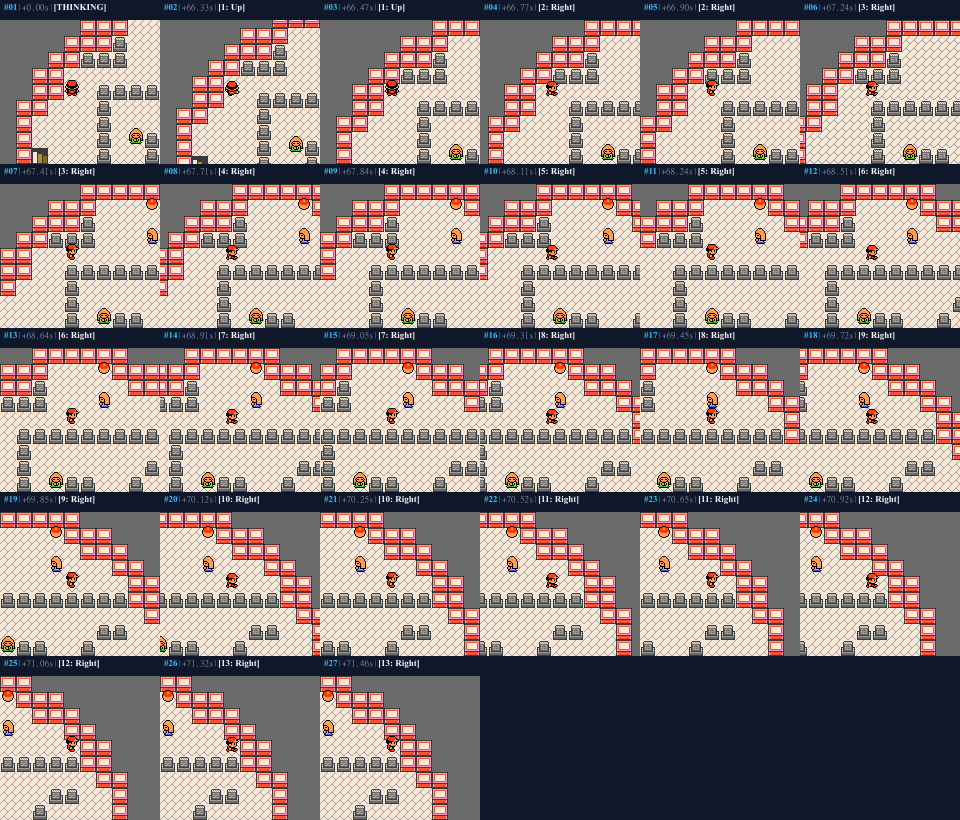 #01|+0.00s|[THINKING] #02|+66.33s|[1: Up] #03|+66.47s|[1: Up] #04|+66.77s|[2: Right] #05|+66.90s|[2: Right] #06|+67.24s|[3: Right]
#07|+67.41s|[3: Right] #08|+67.71s|[4: Right] #09|+67.84s|[4: Right] #10|+68.11s|[5: Right] #11|+68.24s|[5: Right] #12|+68.51s|[6: Right]
#13|+68.64s|[6: Right] #14|+68.91s|[7: Right] #15|+69.05s|[7: Right] #16|+69.31s|[8: Right] #17|+69.45s|[8: Right] #18|+69.72s|[9: Right]
#19|+69.85s|[9: Right] #20|+70.12s|[10: Right] #21|+70.25s|[10: Right] #22|+70.52s|[11: Right] #23|+70.65s|[11: Right] #24|+70.92s|[12: Right]
#25|+71.06s|[12: Right] #26|+71.32s|[13: Right] #27|+71.46s|[13: Right]